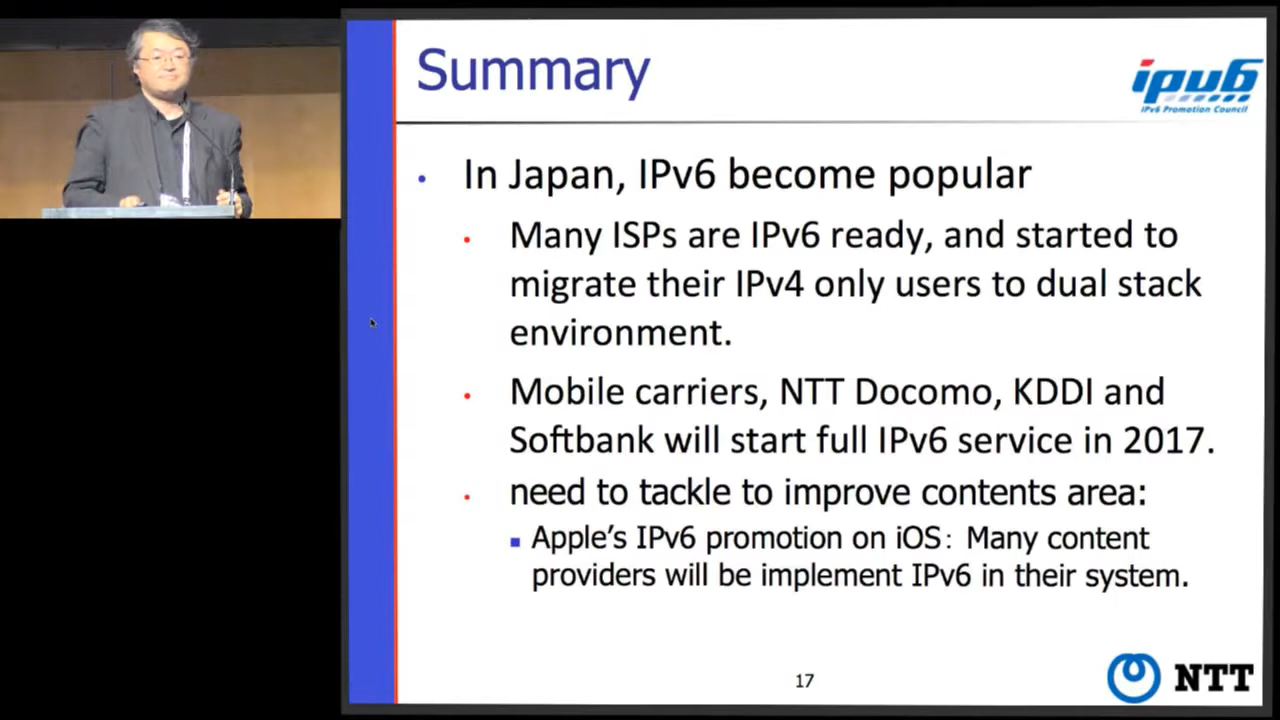 Summary
ipv6
IPv6 Promotion Council
In Japan, IPv6 become popular
Many ISPs are IPv6 ready, and started to
migrate their IPv4 only users to dual stack
environment.
Mobile carriers, NTT Docomo, KDDI and
Softbank will start full IPv6 service in 2017.
need to tackle to improve contents area:
Apple’s IPv6 promotion on iOS: Many content
providers will be implement IPv6 in their system.
17
NTT